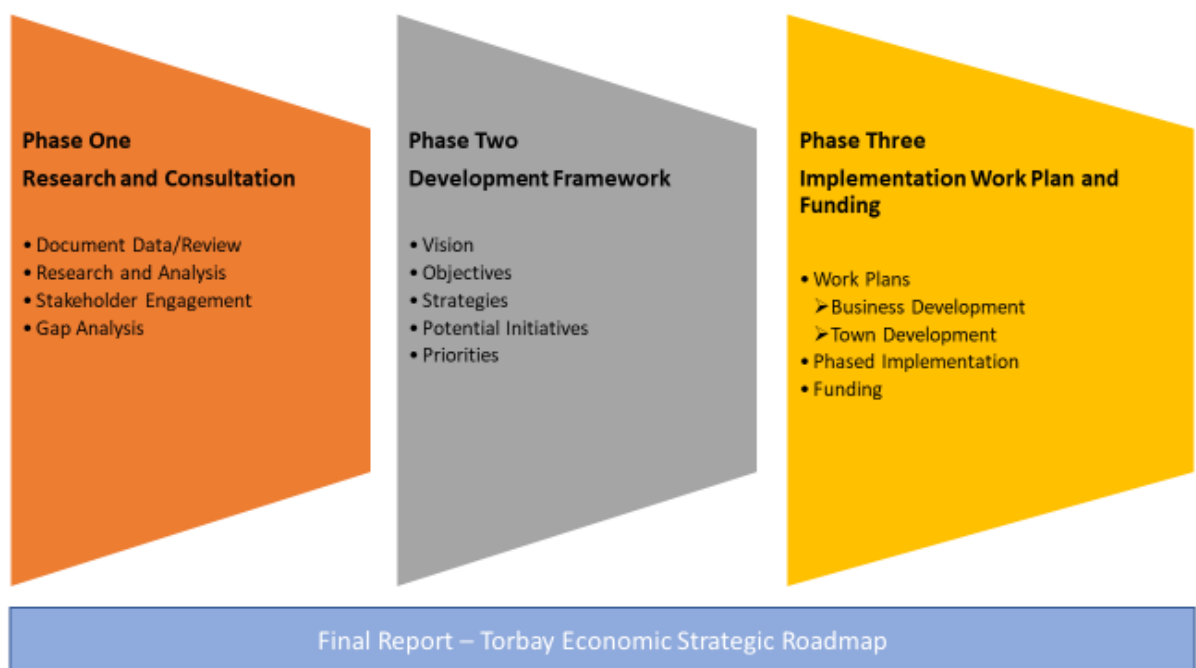 Phase One
Research and Consultation
• Document Data/Review
• Research and Analysis
• Stakeholder Engagement
• Gap Analysis
Phase Two
Development Framework
• Vision
• Objectives
• Strategies
• Potential Initiatives
• Priorities
Phase Three
Implementation Work Plan and
Funding
• Work Plans
➢Business Development
➢Town Development
• Phased Implementation
• Funding
Final Report – Torbay Economic Strategic Roadmap